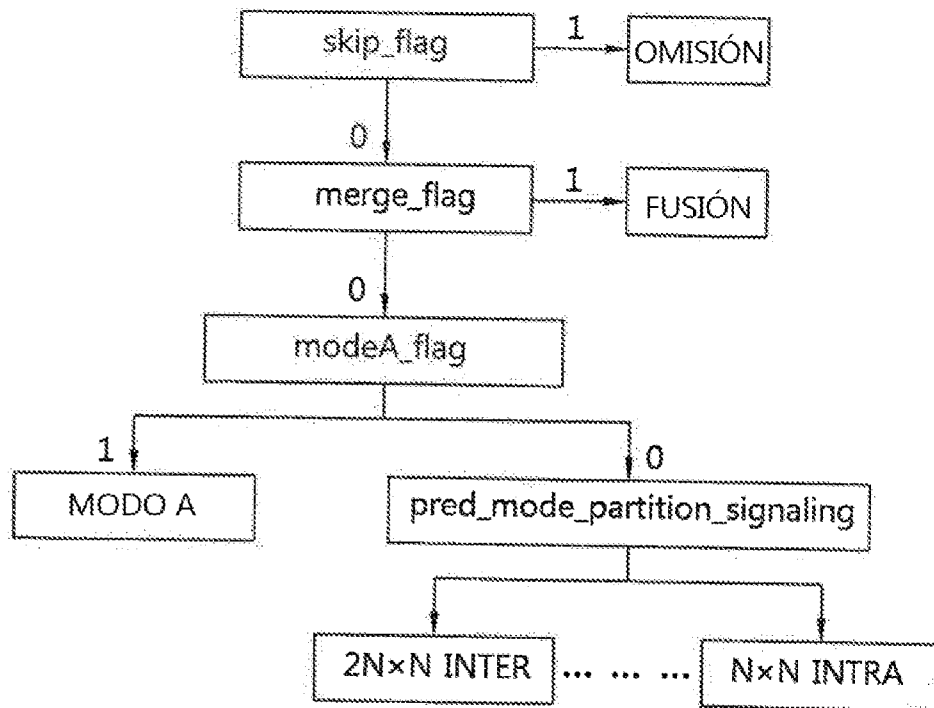 skip_flag
1
OMISIÓN
0
merge_flag
1
FUSIÓN
0
modeA_flag
1
0
MODO A
pred_mode_partition_signaling
2N×N INTER
... ... ...
N×N INTRA